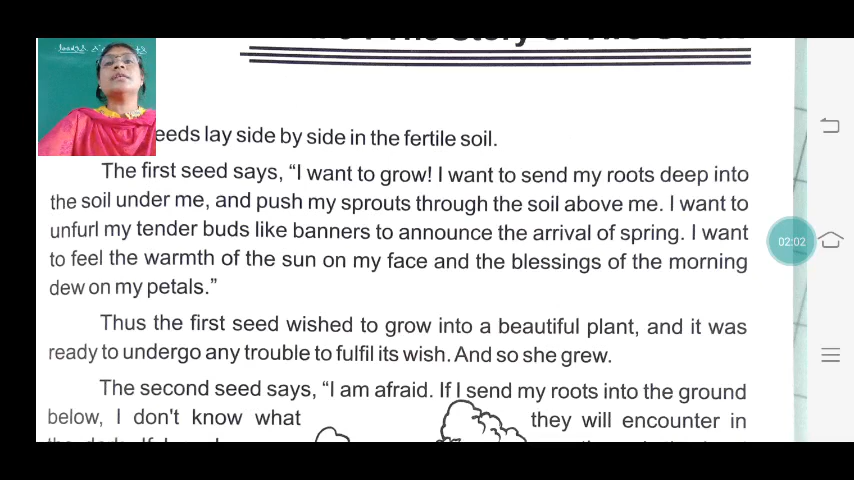 eeds lay side by side in the fertile soil.
The first seed says, “I want to grow! I want to send my roots deep into
the soil under me, and push my sprouts through the soil above me. I want to
unfurl my tender buds like banners to announce the arrival of spring. I want
to feel the warmth of the sun on my face and the blessings of the morning
dew on my petals.”
Thus the first seed wished to grow into a beautiful plant, and it was
ready to undergo any trouble to fulfil its wish. And so she grew.
The second seed says, “I am afraid. If I send my roots into the ground
below, I don't know what they will encounter in
02:02